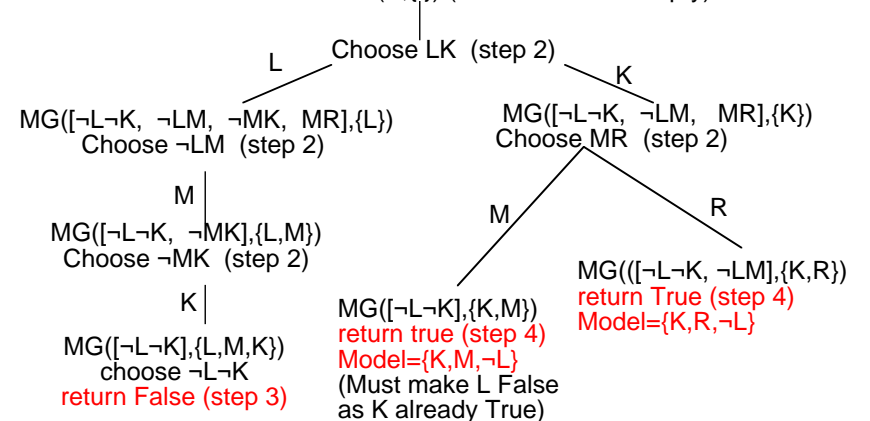 Choose LK (step 2)
L
K
MG([¬L¬K, ¬LM, ¬MK, MR],{L})
Choose ¬LM (step 2)
MG([¬L¬K, ¬LM, MR],{K})
Choose MR (step 2)
M
M
R
MG([¬L¬K, ¬MK],{L,M})
Choose ¬MK (step 2)
K
MG([¬L¬K],{L,M,K})
choose ¬L¬K
return False (step 3)
MG([¬L¬K],{K,M})
return true (step 4)
Model={K,M,¬L}
(Must make L False
as K already True)
MG(([¬L¬K, ¬LM],{K,R})
return True (step 4)
Model={K,R,¬L}